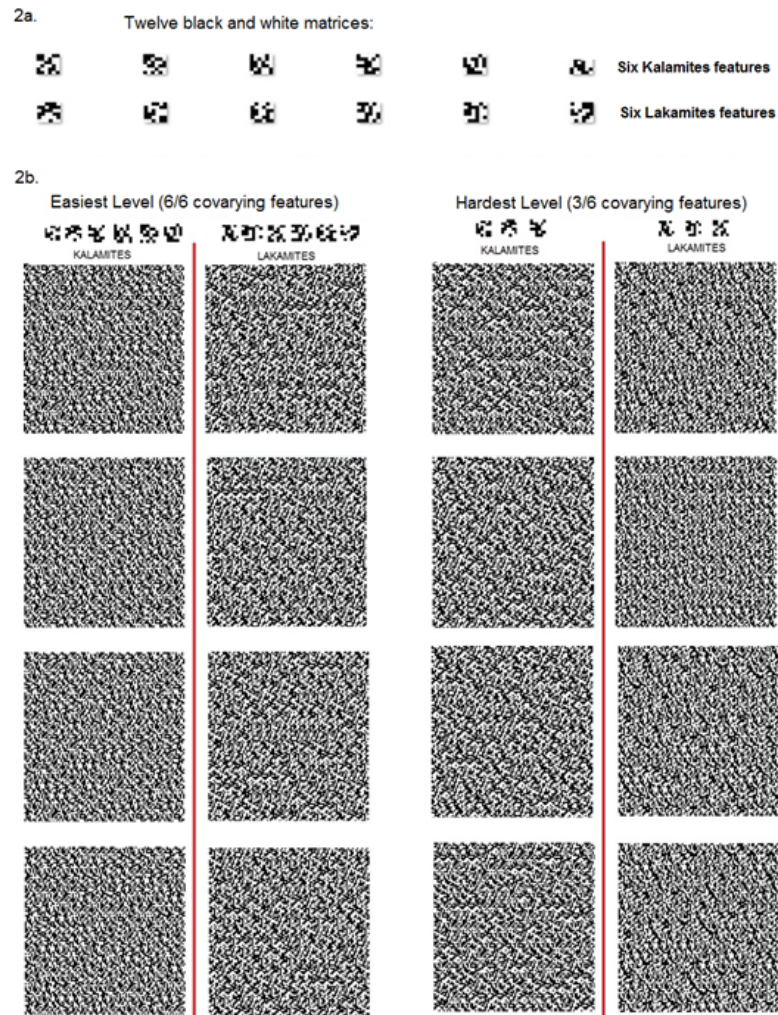 2a.
Twelve black and white matrices:
Six Kalamites features
Six Lakamites features
2b.
Easiest Level (6/6 covarying features)
Hardest Level (3/6 covarying features)
KALAMITES
LAKAMITES
KALAMITES
LAKAMITES